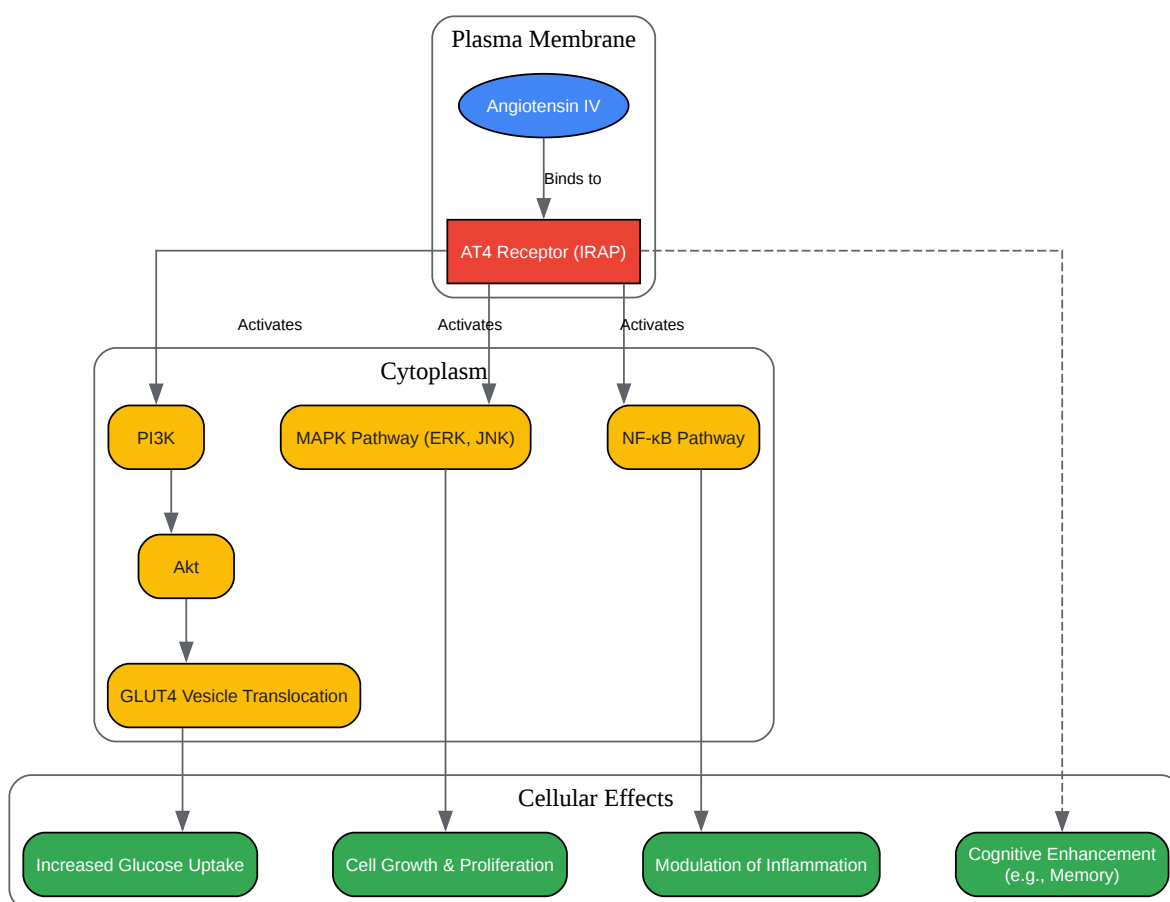 Plasma Membrane
Angiotensin IV
Binds to
AT4 Receptor (IRAP)
Activates
Activates
Activates
Cytoplasm
PI3K
MAPK Pathway (ERK, JNK)
NF-κB Pathway
Akt
GLUT4 Vesicle Translocation
Cellular Effects
Increased Glucose Uptake
Cell Growth & Proliferation
Modulation of Inflammation
Cognitive Enhancement
(e.g., Memory)